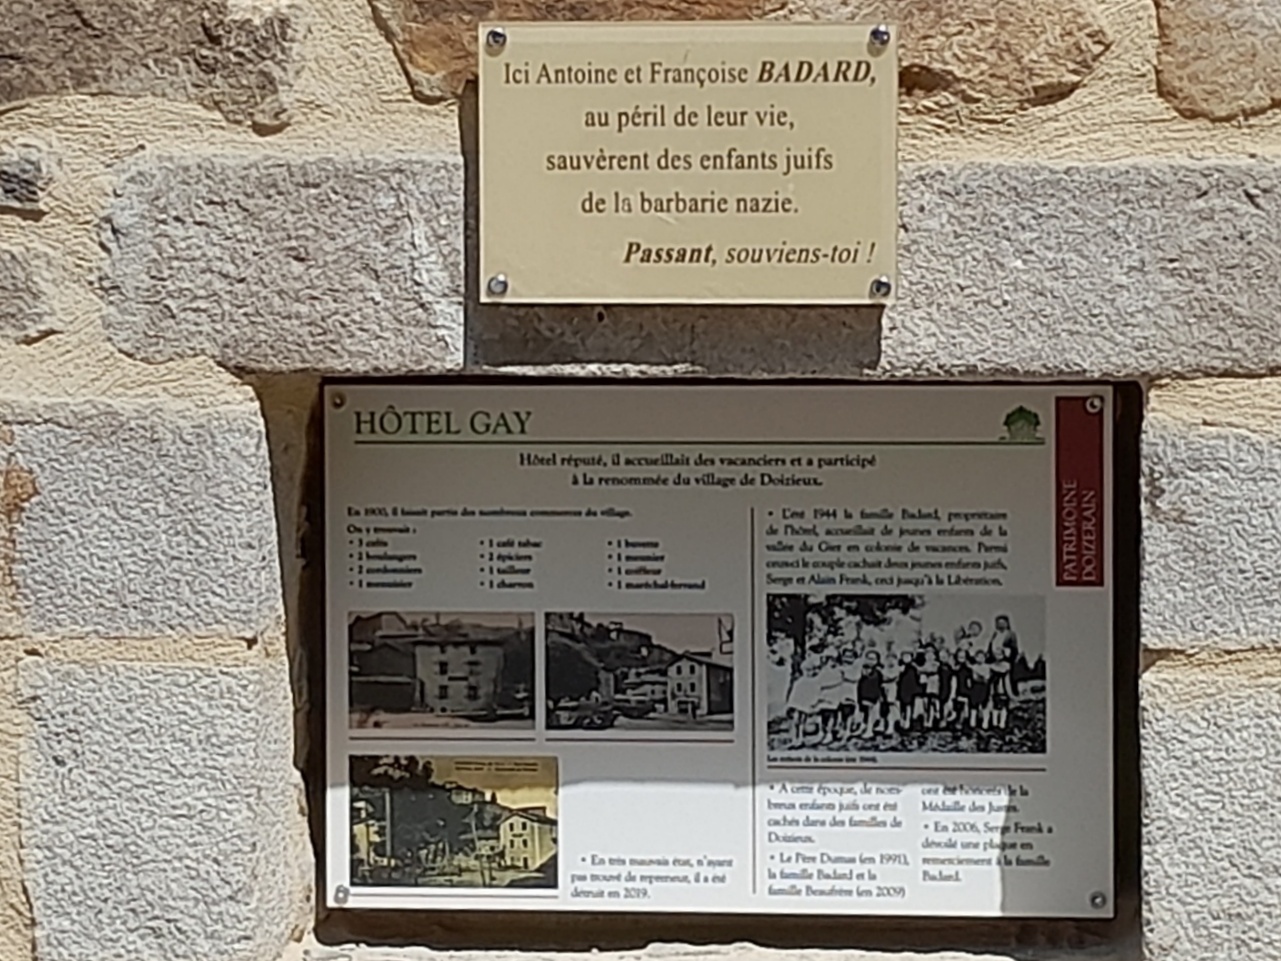 Ici Antoine et Françoise BADARD,
au péril de leur vie,
sauvèrent des enfants juifs
de la barbarie nazie.
Passant, souviens-toi !
HÔTEL GAY
Hôtel réputé, il accueillait des vacanciers et a participé
à la renommée du village de Doizieux.
En 1900, il faisait partie des nombreux commerces du village.
On y trouvait :
• 3 cafés
• 2 boulangers
• 2 cordonniers
• 1 menuisier
• 1 café tabac
• 2 épiciers
• 1 tailleur
• 1 charron
• 1 buvette
• 1 meunier
• 1 coiffeur
• 1 maréchal-ferrand
• En très mauvais état, n'ayant
pas trouvé de repreneur, il a été
détruit en 2019.
• L'été 1944 la famille Badard, propriétaire
de l'hôtel, accueillait de jeunes enfants de la
vallée du Gier en colonie de vacances. Parmi
ceux-ci le couple cachait deux jeunes enfants juifs,
Serge et Alain Frank, ceci jusqu'à la Libération.
Les enfants de la colonie (été 1944).
• A cette époque, de nom-
breux enfants juifs ont été
cachés dans des familles de
Doizieux.
• Le Père Dumas (en 1991),
la famille Badard et la
famille Beaufrère (en 2009)
ont été honorés de la
Médaille des Justes.
• En 2006, Serge Frank a
dévoilé une plaque en
remerciement à la famille
Badard.
PATRIMOINE
DOIZERAIN